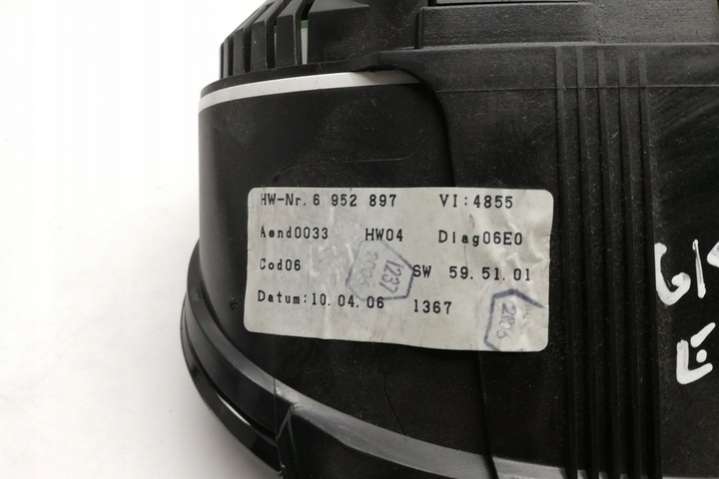 HW-Nr. 6 952 897 VI:4855
Aend0033 HW04 Diag06E0
Cod06 SW 59.51.01
Datum:10.04.06 1367
1237